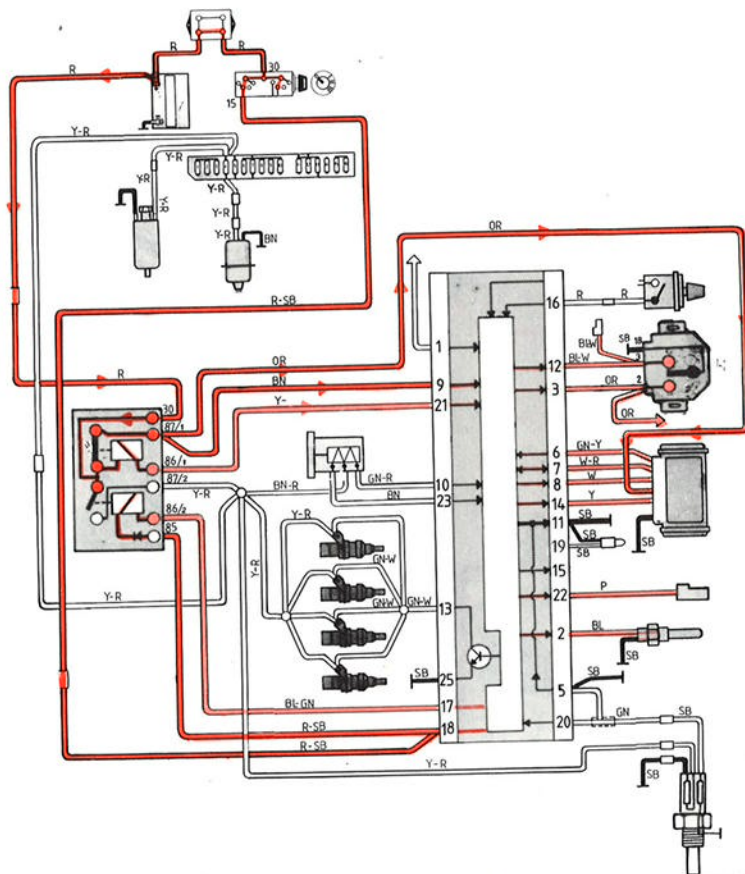 R
R
R
30
15
Y-R
Y-R
Y-R
Y-R
Y-R
Y-R
Y-R
BN
R-SB
OR
OR
BN
R
Y-
30
87/1
86/1
87/2
86/2
85
Y-R
Y-R
Y-R
BN-R
GN-R
BN
Y-R
GN-W
GN-W
GN-W
SB
BL-GN
R-SB
R-SB
Y-R
1
9
21
10
23
13
25
17
18
16
12
3
6
7
8
14
11
19
15
22
2
5
20
R
R
BL-W
SB
18
BL-W
3
OR
2
OR
GN-Y
W-R
W
Y
SB
SB
SB
SB
P
BL
SB
SB
GN
SB
SB